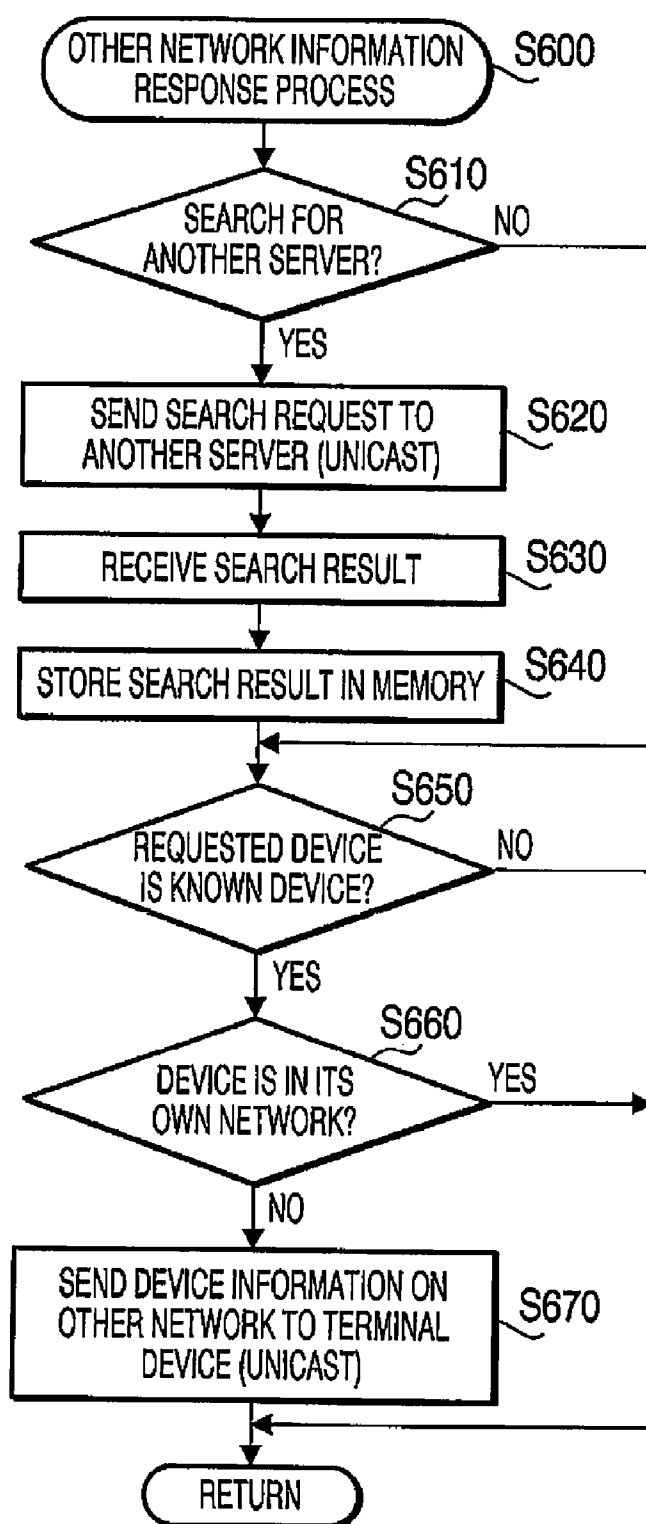 OTHER NETWORK INFORMATION
RESPONSE PROCESS
S600
S610
SEARCH FOR
ANOTHER SERVER?
NO
YES
SEND SEARCH REQUEST TO
ANOTHER SERVER (UNICAST)
S620
RECEIVE SEARCH RESULT
S630
STORE SEARCH RESULT IN MEMORY
S640
S650
REQUESTED DEVICE
IS KNOWN DEVICE?
NO
YES
S660
DEVICE IS IN ITS
OWN NETWORK?
YES
NO
SEND DEVICE INFORMATION ON
OTHER NETWORK TO TERMINAL
DEVICE (UNICAST)
S670
RETURN